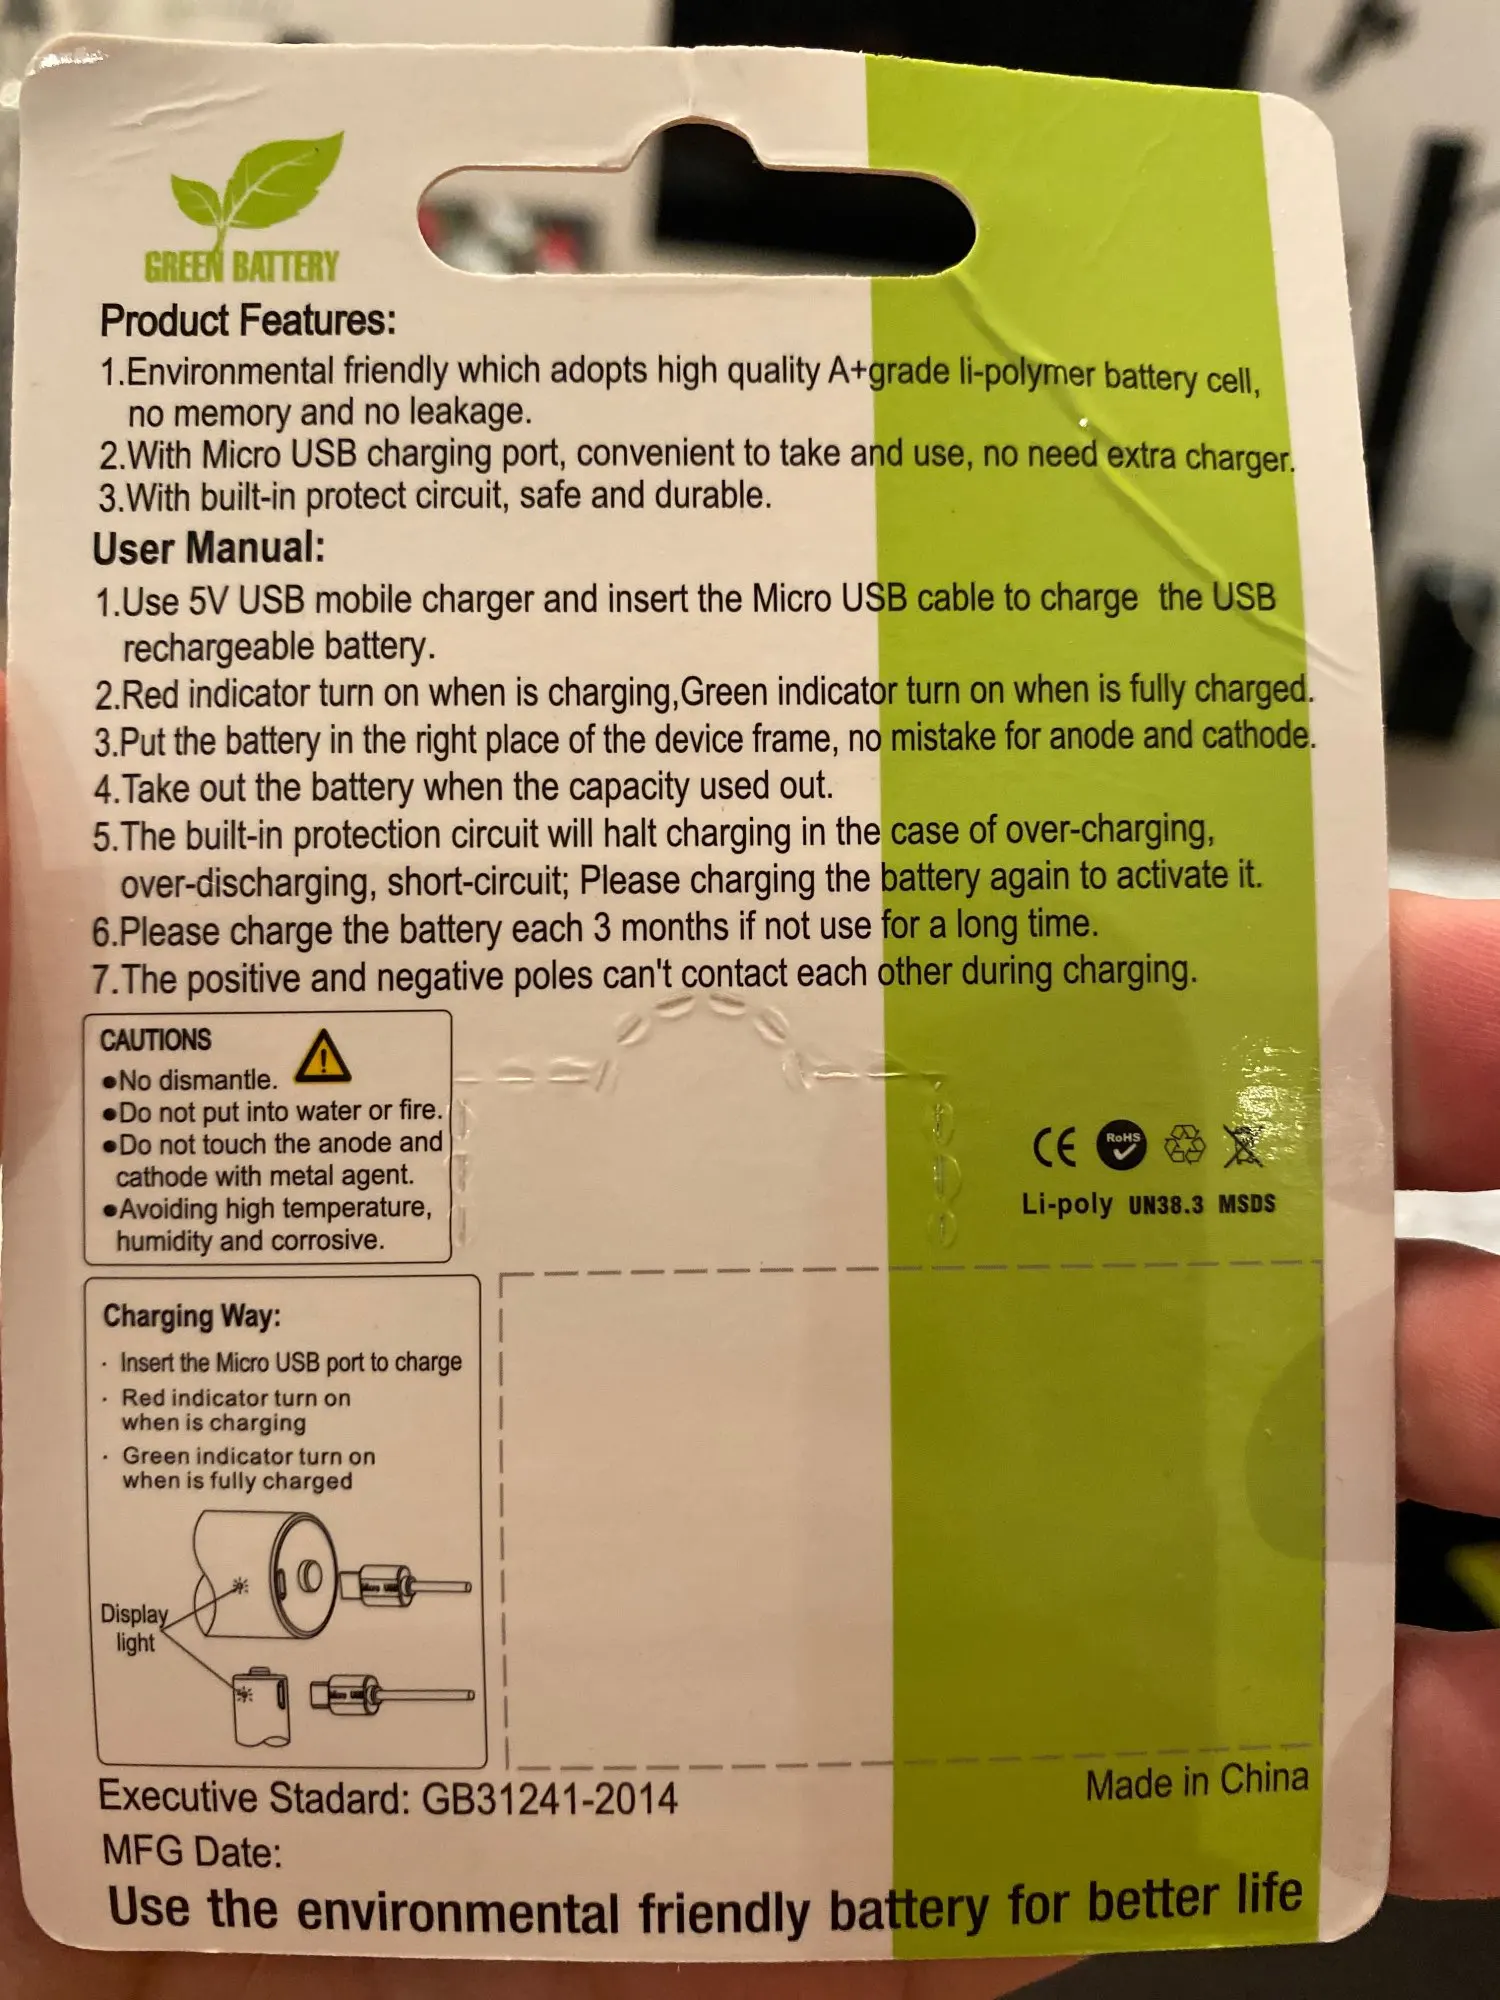 GREEN BATTERY
Product Features:
1.Environmental friendly which adopts high quality A+grade li-polymer battery cell,
no memory and no leakage.
2.With Micro USB charging port, convenient to take and use, no need extra charger.
3.With built-in protect circuit, safe and durable.
User Manual:
1.Use 5V USB mobile charger and insert the Micro USB cable to charge the USB
rechargeable battery.
2.Red indicator turn on when is charging,Green indicator turn on when is fully charged.
3.Put the battery in the right place of the device frame, no mistake for anode and cathode.
4.Take out the battery when the capacity used out.
5.The built-in protection circuit will halt charging in the case of over-charging,
over-discharging, short-circuit; Please charging the battery again to activate it.
6.Please charge the battery each 3 months if not use for a long time.
7.The positive and negative poles can't contact each other during charging.
CAUTIONS
●No dismantle.
●Do not put into water or fire.
●Do not touch the anode and
cathode with metal agent.
●Avoiding high temperature,
humidity and corrosive.
CE RoHS
Li-poly UN38.3 MSDS
Charging Way:
· Insert the Micro USB port to charge
· Red indicator turn on
when is charging
· Green indicator turn on
when is fully charged
Micro USB
Display
light
Micro USB
Executive Stadard: GB31241-2014
Made in China
MFG Date:
Use the environmental friendly battery for better life